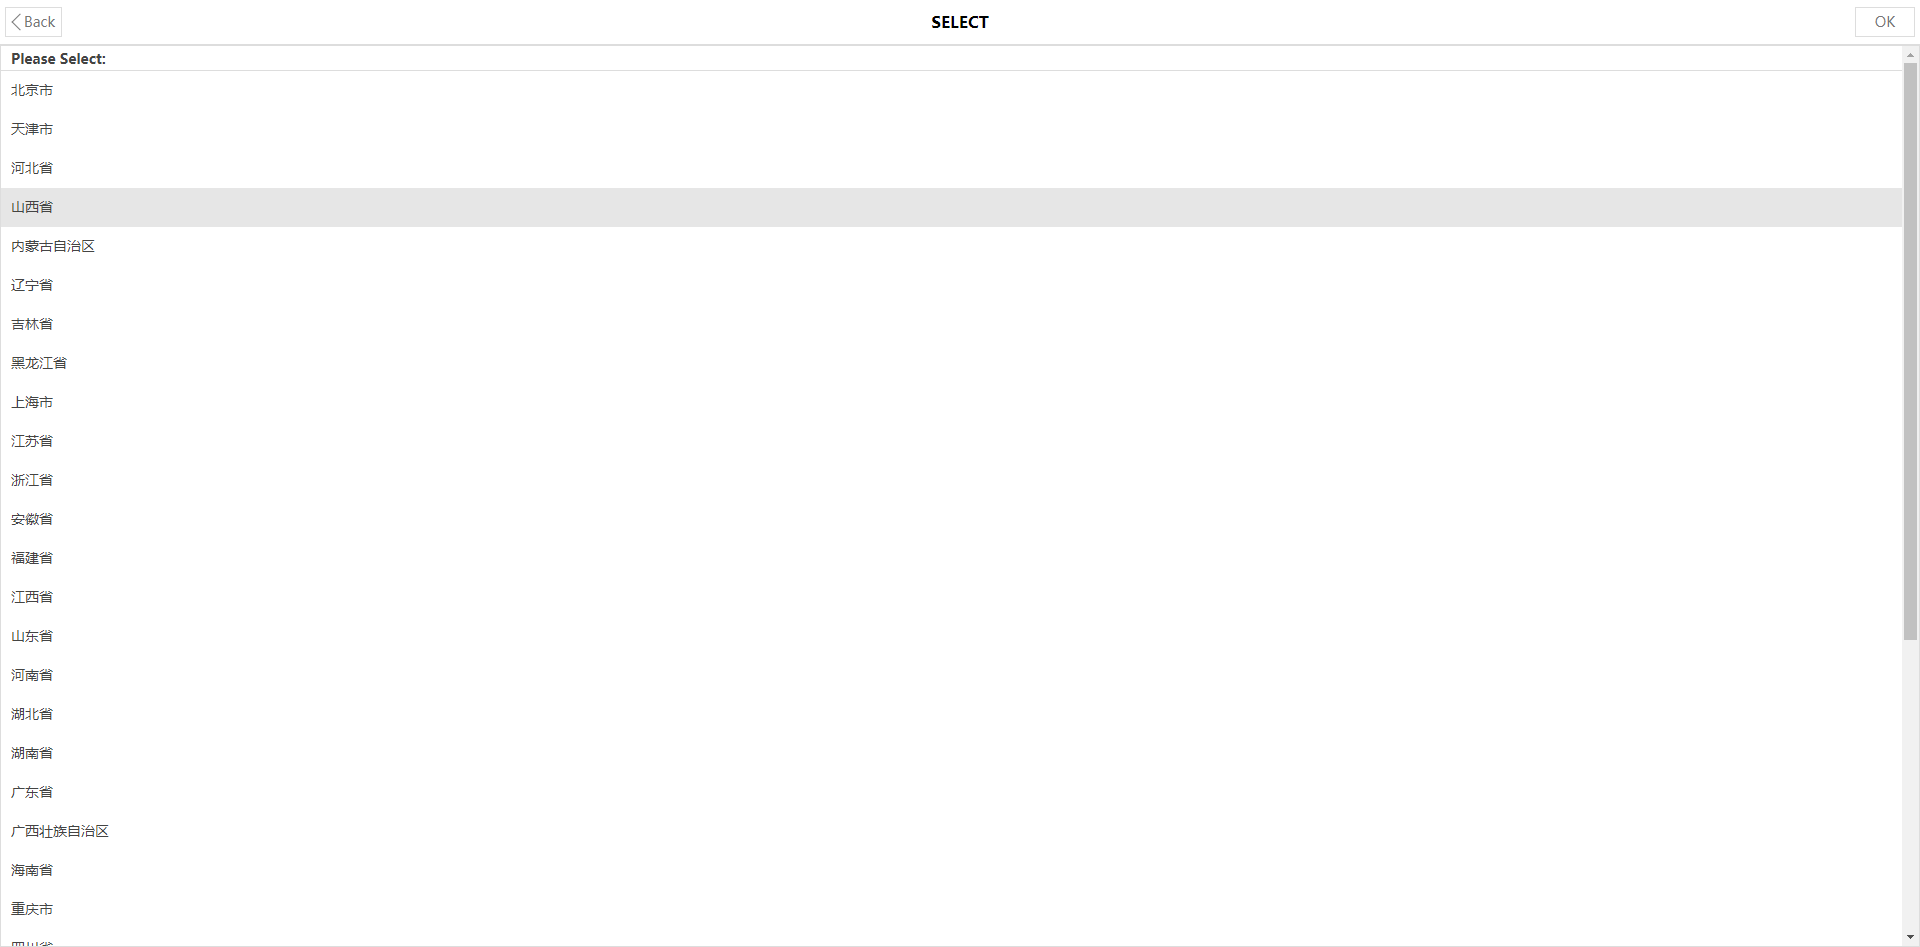 Back
SELECT
OK
Please Select:
北京市
天津市
河北省
山西省
内蒙古自治区
辽宁省
吉林省
黑龙江省
上海市
江苏省
浙江省
安徽省
福建省
江西省
山东省
河南省
湖北省
湖南省
广东省
广西壮族自治区
海南省
重庆市